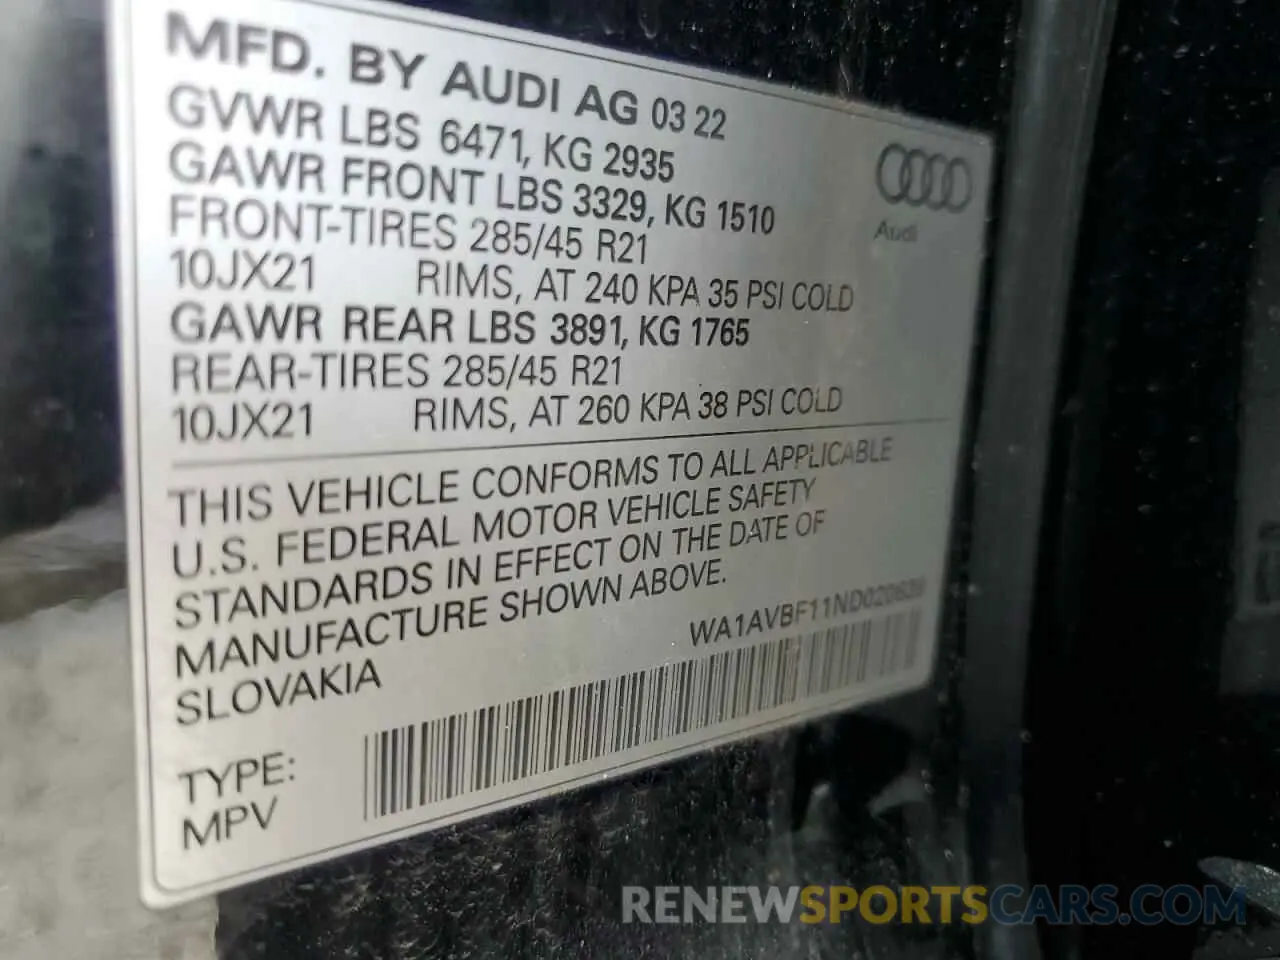 MFD. BY AUDI AG 03 22
GVWR LBS 6471, KG 2935
GAWR FRONT LBS 3329, KG 1510
FRONT-TIRES 285/45 R21
10JX21 RIMS, AT 240 KPA 35 PSI COLD
GAWR REAR LBS 3891, KG 1765
REAR-TIRES 285/45 R21
10JX21 RIMS, AT 260 KPA 38 PSI COLD
Audi
THIS VEHICLE CONFORMS TO ALL APPLICABLE
U.S. FEDERAL MOTOR VEHICLE SAFETY
STANDARDS IN EFFECT ON THE DATE OF
MANUFACTURE SHOWN ABOVE.
SLOVAKIA
TYPE:
MPV
RENEWSPORTSCARS.COM